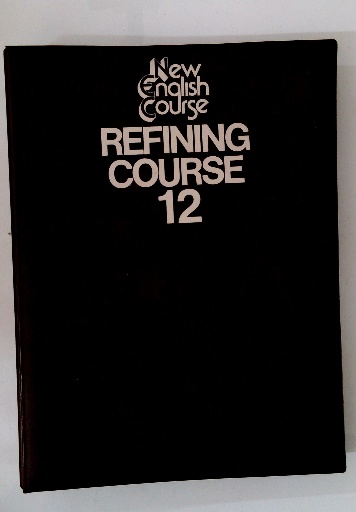 New
English
Course
REFINING
COURSE
12